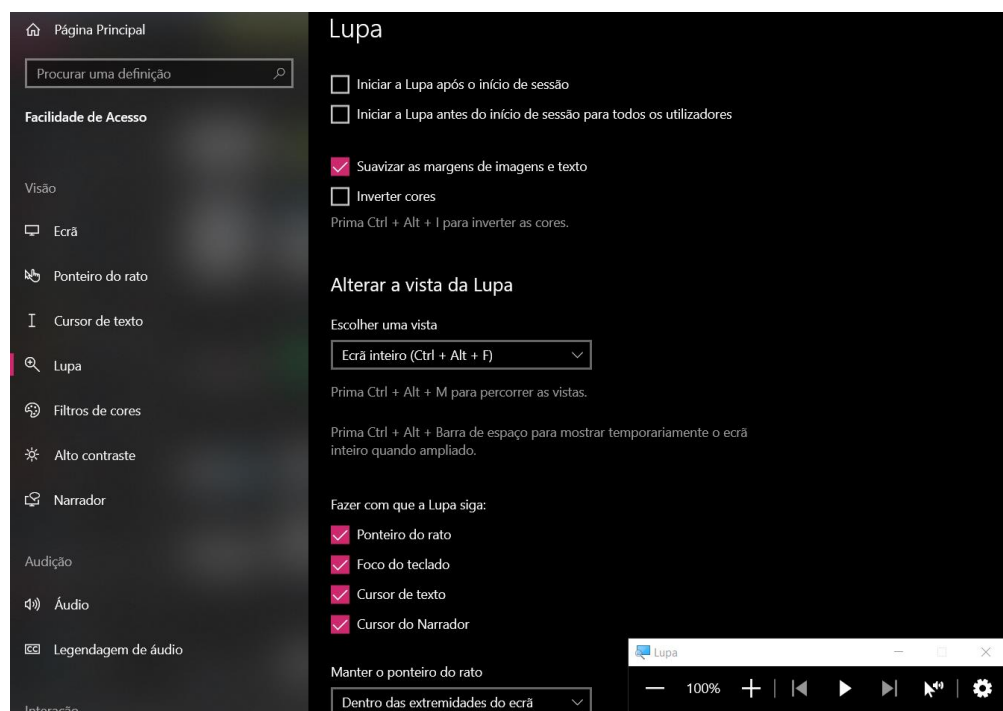 Página Principal
Procurar uma definição
Facilidade de Acesso
Visão
Ecrã
Ponteiro do rato
Cursor de texto
Lupa
Filtros de cores
Alto contraste
Narrador
Audição
Áudio
Legendagem de áudio
Interação
Lupa
Iniciar a Lupa após o início de sessão
Iniciar a Lupa antes do início de sessão para todos os utilizadores
Suavizar as margens de imagens e texto
Inverter cores
Prima Ctrl + Alt + I para inverter as cores.
Alterar a vista da Lupa
Escolher uma vista
Ecrã inteiro (Ctrl + Alt + F)
Prima Ctrl + Alt + M para percorrer as vistas.
Prima Ctrl + Alt + Barra de espaço para mostrar temporariamente o ecrã
inteiro quando ampliado.
Fazer com que a Lupa siga:
Ponteiro do rato
Foco do teclado
Cursor de texto
Cursor do Narrador
Manter o ponteiro do rato
Dentro das extremidades do ecrã
Lupa
100%